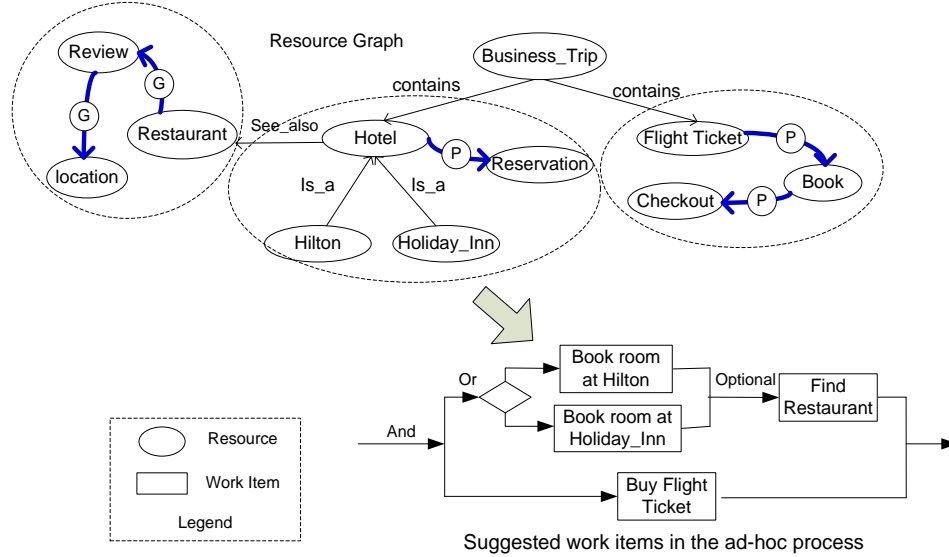 Resource Graph
Business_Trip
contains
contains
Review
G
G
Restaurant
location
See_also
Hotel
P
Reservation
Is_a
Is_a
Hilton
Holiday_Inn
Flight Ticket
P
Book
P
Checkout
And
Or
Book room
at Hilton
Book room at
Holiday_Inn
Optional
Find
Restaurant
Buy Flight
Ticket
Resource
Work Item
Legend
Suggested work items in the ad-hoc process